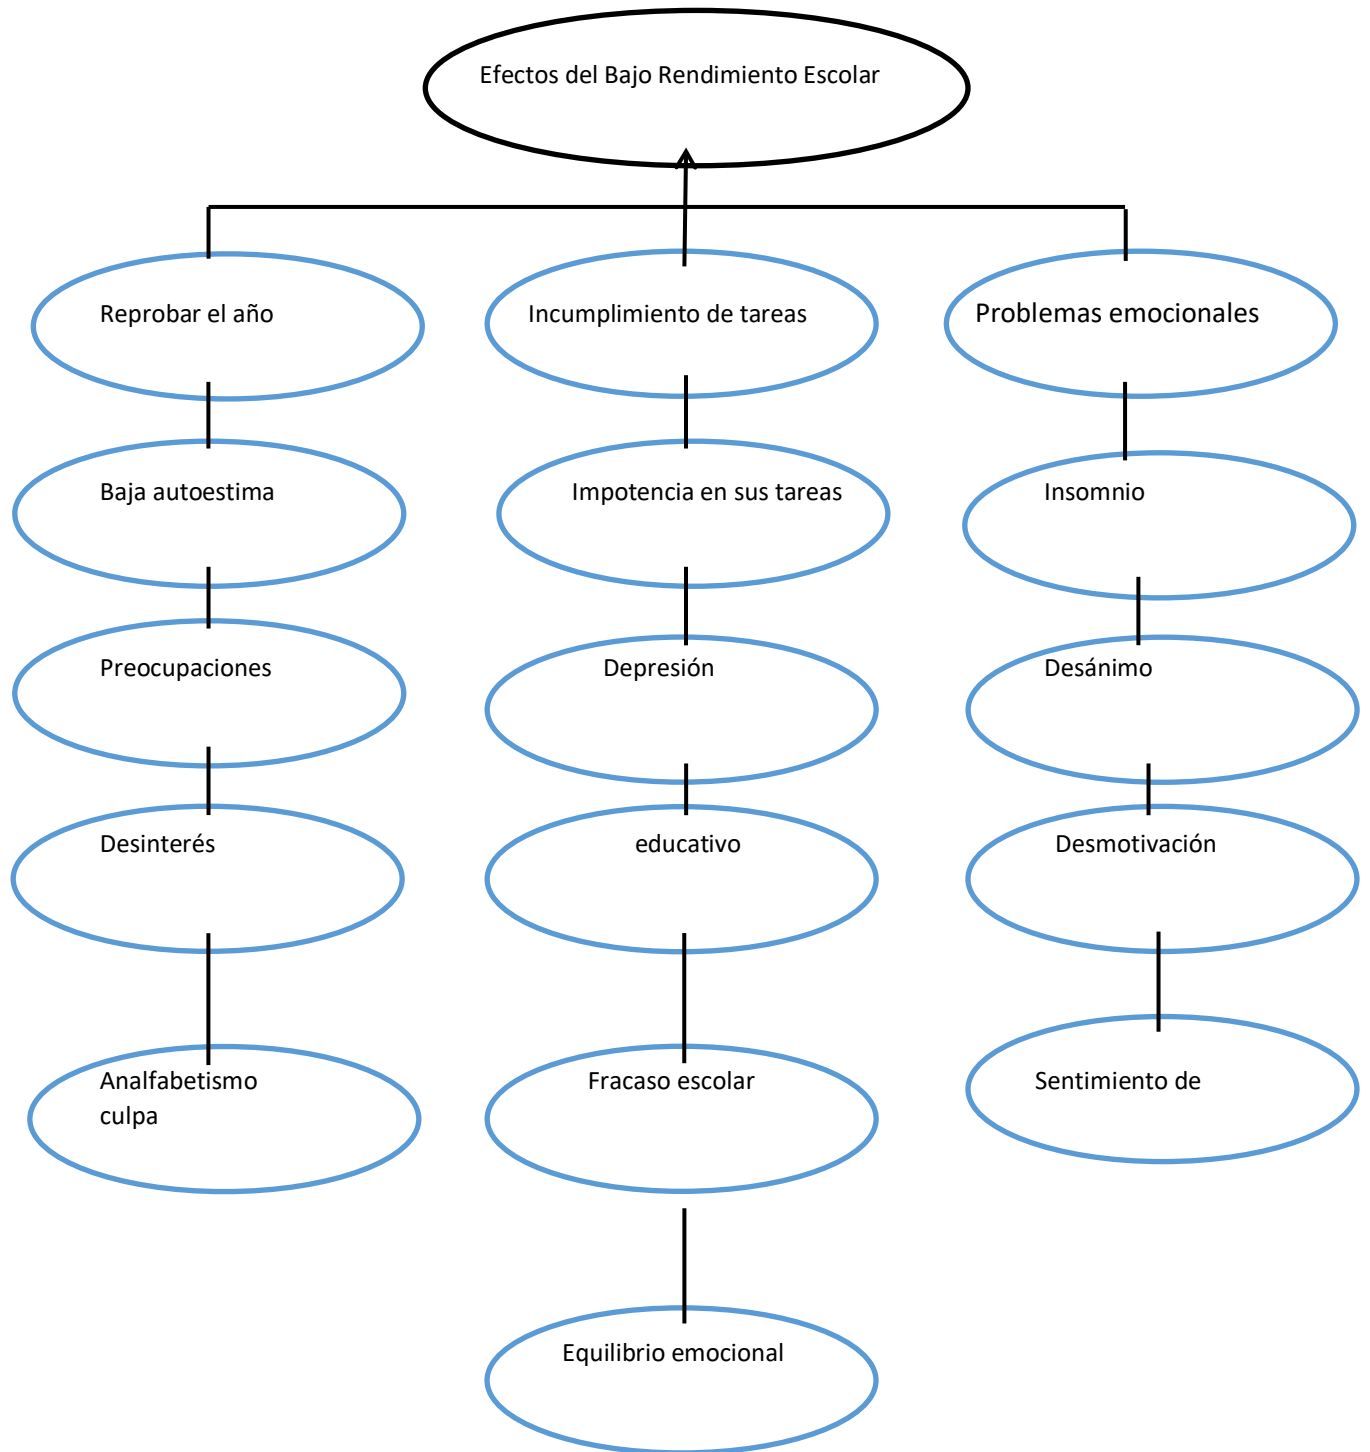 Efectos del Bajo Rendimiento Escolar
Reprobar el año
Incumplimiento de tareas
Problemas emocionales
Baja autoestima
Impotencia en sus tareas
Insomnio
Preocupaciones
Depresión
Desánimo
Desinterés
educativo
Desmotivación
Analfabetismo
culpa
Fracaso escolar
Sentimiento de
Equilibrio emocional